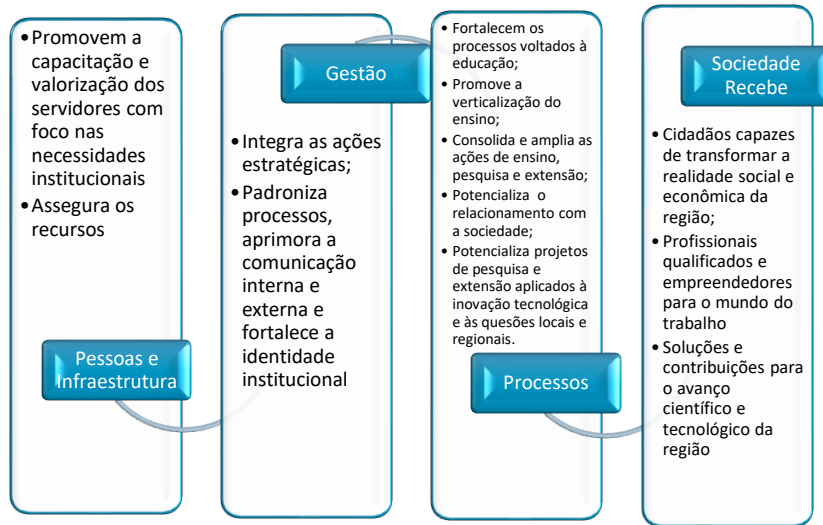 •Promovem a
capacitação e
valorização dos
servidores com
foco nas
necessidades
institucionais
•Assegura os
recursos
Pessoas e
Infraestrutura
Gestão
•Integra as ações
estratégicas;
•Padroniza
processos,
aprimora a
comunicação
interna e
externa e
fortalece a
identidade
institucional
• Fortalecem os
processos voltados à
educação;
• Promove a
verticalização do
ensino;
• Consolida e amplia as
ações de ensino,
pesquisa e extensão;
• Potencializa o
relacionamento com
a sociedade;
• Potencializa projetos
de pesquisa e
extensão aplicados à
inovação tecnológica
e às quesões locais e
regionais.
Processos
Sociedade
Recebe
• Cidadãos capazes
de transformar a
realidade social e
econômica da
região;
• Profissionais
qualificados e
empreendedores
para o mundo do
trabalho
• Soluções e
contribuições para
o avanço
científico e
tecnológico da
região